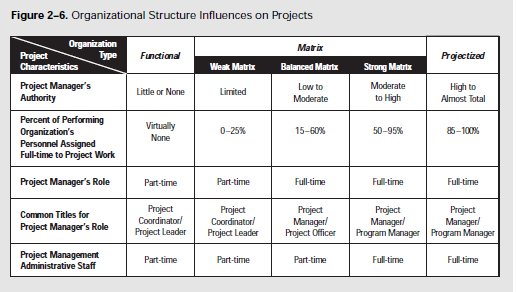 Figure 2–6. Organizational Structure Influences on Projects
Organization
Type
Project
Characteristics
Functional
Matrix
Projectized
Weak Matrix
Balanced Matrix
Strong Matrix
Project Manager's
Authority
Little or None
Limited
Low to
Moderate
Moderate
to High
High to
Almost Total
Percent of Performing
Organization's
Personnel Assigned
Full-time to Project Work
Virtually
None
0–25%
15–60%
50–95%
85–100%
Project Manager's Role
Part-time
Part-time
Full-time
Full-time
Full-time
Common Titles for
Project Manager's Role
Project
Coordinator/
Project Leader
Project
Coordinator/
Project Leader
Project
Manager/
Project Officer
Project
Manager/
Program Manager
Project
Manager/
Program Manager
Project Management
Administrative Staff
Part-time
Part-time
Part-time
Full-time
Full-time